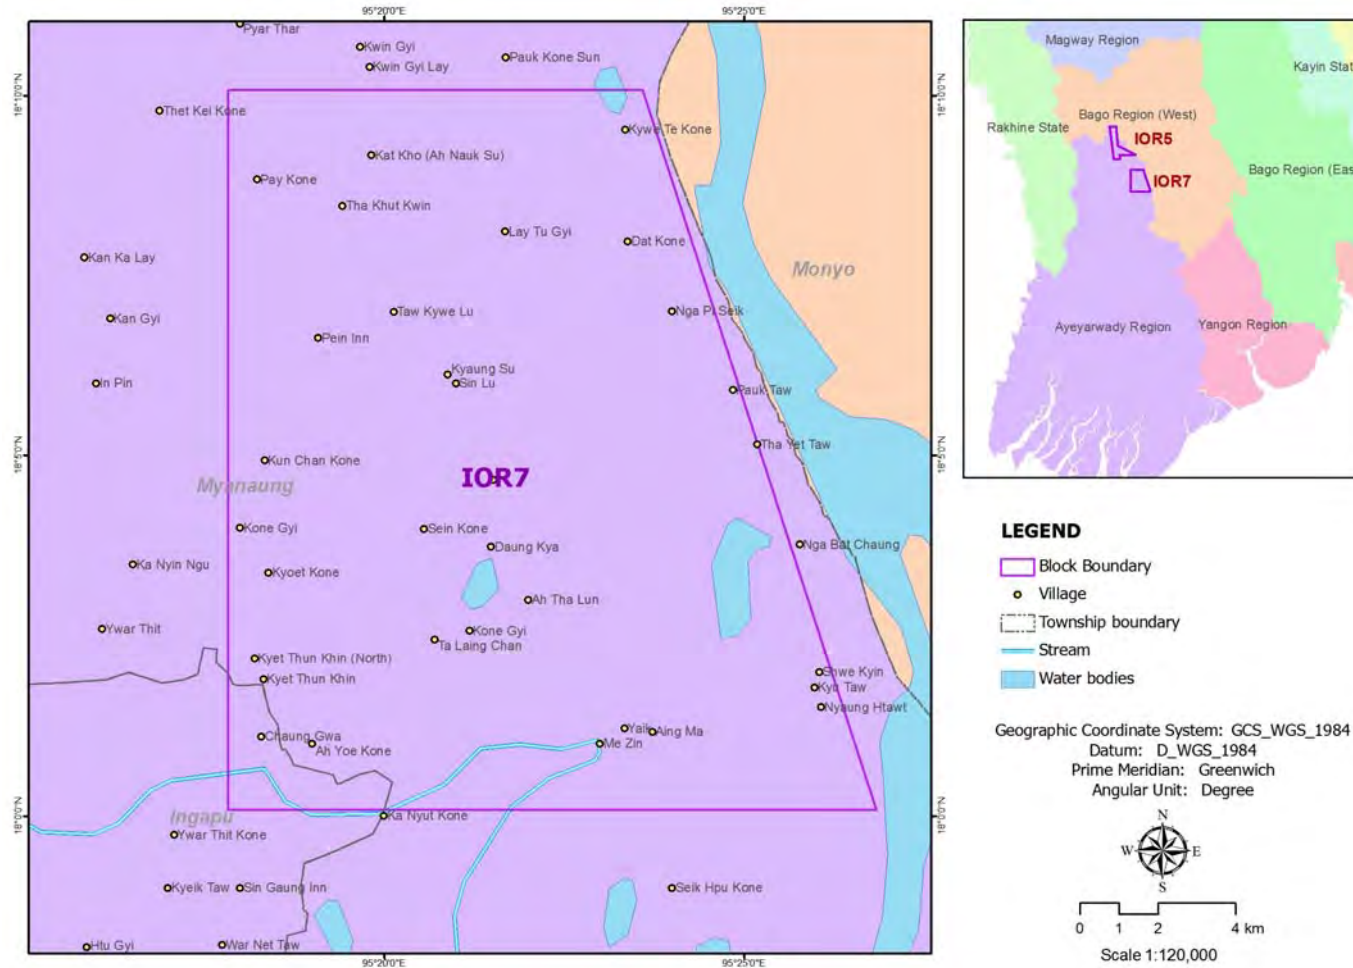 95°20'0"E
95°25'0"E
Pyar Thar
Kwin Gyi
Kwin Gyi Lay
Pauk Kone Sun
18°10'0"N
18°10'0"N
Thet Kei Kone
Kywe Te Kone
Kat Kho (Ah Nauk Su)
Pay Kone
Tha Khut Kwin
Lay Tu Gyi
Dat Kone
Kan Ka Lay
Monyo
Kan Gyi
Taw Kywe Lu
Nga Pi Seik
Pein Inn
Kyaung Su
Sin Lu
In Pin
Pauk Taw
Tha Yet Taw
18°5'0"N
18°5'0"N
Kun Chan Kone
IOR7
Myanaung
Kone Gyi
Sein Kone
Daung Kya
Nga Bat Chaung
Ka Nyin Ngu
Kyoet Kone
Ah Tha Lun
Ywar Thit
Kone Gyi
Ta Laing Chan
Kyet Thun Khin (North)
Kyet Thun Khin
Shwe Kyin
Kyo Taw
Nyaung Htawt
Chaung Gwa
Ah Yoe Kone
Yaik
Aing Ma
Me Zin
18°0'0"N
18°0'0"N
Ingapu
Ka Nyut Kone
Ywar Thit Kone
Kyeik Taw
Sin Gaung Inn
Seik Hpu Kone
Htu Gyi
War Net Taw
95°20'0"E
95°25'0"E
Magway Region
Kayin Stat
Rakhine State
Bago Region (West)
IOR5
IOR7
Bago Region (Eas
Ayeyarwady Region
Yangon Region
LEGEND
Block Boundary
Village
Township boundary
Stream
Water bodies
Geographic Coordinate System: GCS_WGS_1984
Datum: D_WGS_1984
Prime Meridian: Greenwich
Angular Unit: Degree
N
W E
S
0 1 2 4 km
Scale 1:120,000